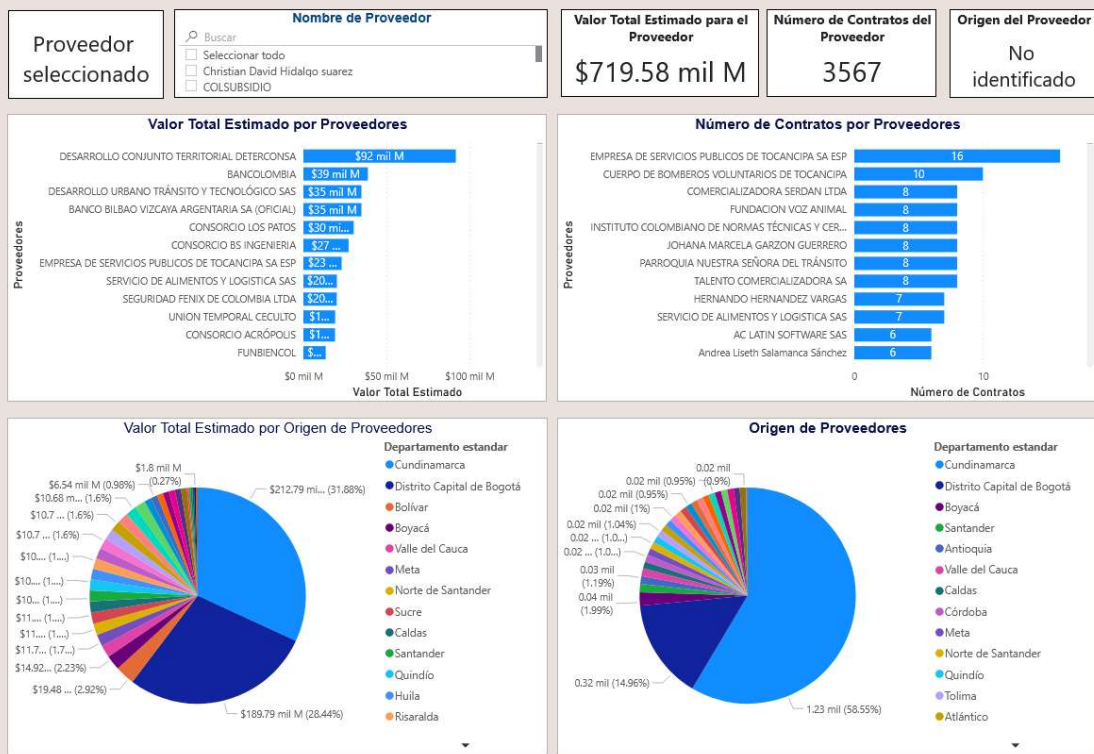 Proveedor
seleccionado
Nombre de Proveedor
Buscar
Seleccionar todo
Christian David Hidalgo suarez
COLSUBSIDIO
Valor Total Estimado para el
Proveedor
$719.58 mil M
Número de Contratos del
Proveedor
3567
Origen del Proveedor
No
identificado
Valor Total Estimado por Proveedores
Proveedores
DESARROLLO CONJUNTO TERRITORIAL DETERCONSA $92 mil M
BANCOLOMBIA $39 mil M
DESARROLLO URBANO TRÁNSITO Y TECNOLÓGICO SAS $35 mil M
BANCO BILBAO VIZCAYA ARGENTARIA SA (OFICIAL) $35 mil M
CONSORCIO LOS PATOS $30 mi...
CONSORCIO BS INGENIERIA $27 ...
EMPRESA DE SERVICIOS PUBLICOS DE TOCANCIPA SA ESP $23 ...
SERVICIO DE ALIMENTOS Y LOGISTICA SAS $20...
SEGURIDAD FENIX DE COLOMBIA LTDA $20...
UNION TEMPORAL CECULTO $1...
CONSORCIO ACRÓPOLIS $1...
FUNBIENCOL $...
$0 mil M $50 mil M $100 mil M
Valor Total Estimado
Número de Contratos por Proveedores
Proveedores
EMPRESA DE SERVICIOS PUBLICOS DE TOCANCIPA SA ESP 16
CUERPO DE BOMBEROS VOLUNTARIOS DE TOCANCIPA 10
COMERCIALIZADORA SERDAN LTDA 8
FUNDACION VOZ ANIMAL 8
INSTITUTO COLOMBIANO DE NORMAS TÉCNICAS Y CER... 8
JOHANA MARCELA GARZON GUERRERO 8
PARROQUIA NUESTRA SEÑORA DEL TRÁNSITO 8
TALENTO COMERCIALIZADORA SA 8
HERNANDO HERNANDEZ VARGAS 7
SERVICIO DE ALIMENTOS Y LOGISTICA SAS 7
AC LATIN SOFTWARE SAS 6
Andrea Liseth Salamanca Sánchez 6
0 10
Número de Contratos
Valor Total Estimado por Origen de Proveedores
$1.8 mil M
(0.27%)
$6.54 mil M (0.98%)
$10.68 m... (1.6%)
$10.7 ... (1.6%)
$10.7 ... (1.6%)
$10.... (1....)
$10.... (1....)
$10... (1....)
$11.... (1....)
$11.... (1....)
$11.7... (1.7...)
$14.92... (2.23%)
$19.48 ... (2.92%)
$212.79 mi... (31.88%)
$189.79 mil M (28.44%)
Departamento estandar
Cundinamarca
Distrito Capital de Bogotá
Bolívar
Boyacá
Valle del Cauca
Meta
Norte de Santander
Sucre
Caldas
Santander
Quindío
Huila
Risaralda
Origen de Proveedores
0.02 mil
(0.9%)
0.02 mil (0.95%)
0.02 mil (0.95%)
0.02 mil (1%)
0.02 mil (1.04%)
0.02 ... (1.0...)
0.02 ... (1.0...)
0.03 mil
(1.19%)
0.04 mil
(1.99%)
0.32 mil (14.96%)
1.23 mil (58.55%)
Departamento estandar
Cundinamarca
Distrito Capital de Bogotá
Boyacá
Santander
Antioquia
Valle del Cauca
Caldas
Córdoba
Meta
Norte de Santander
Quindío
Tolima
Atlántico